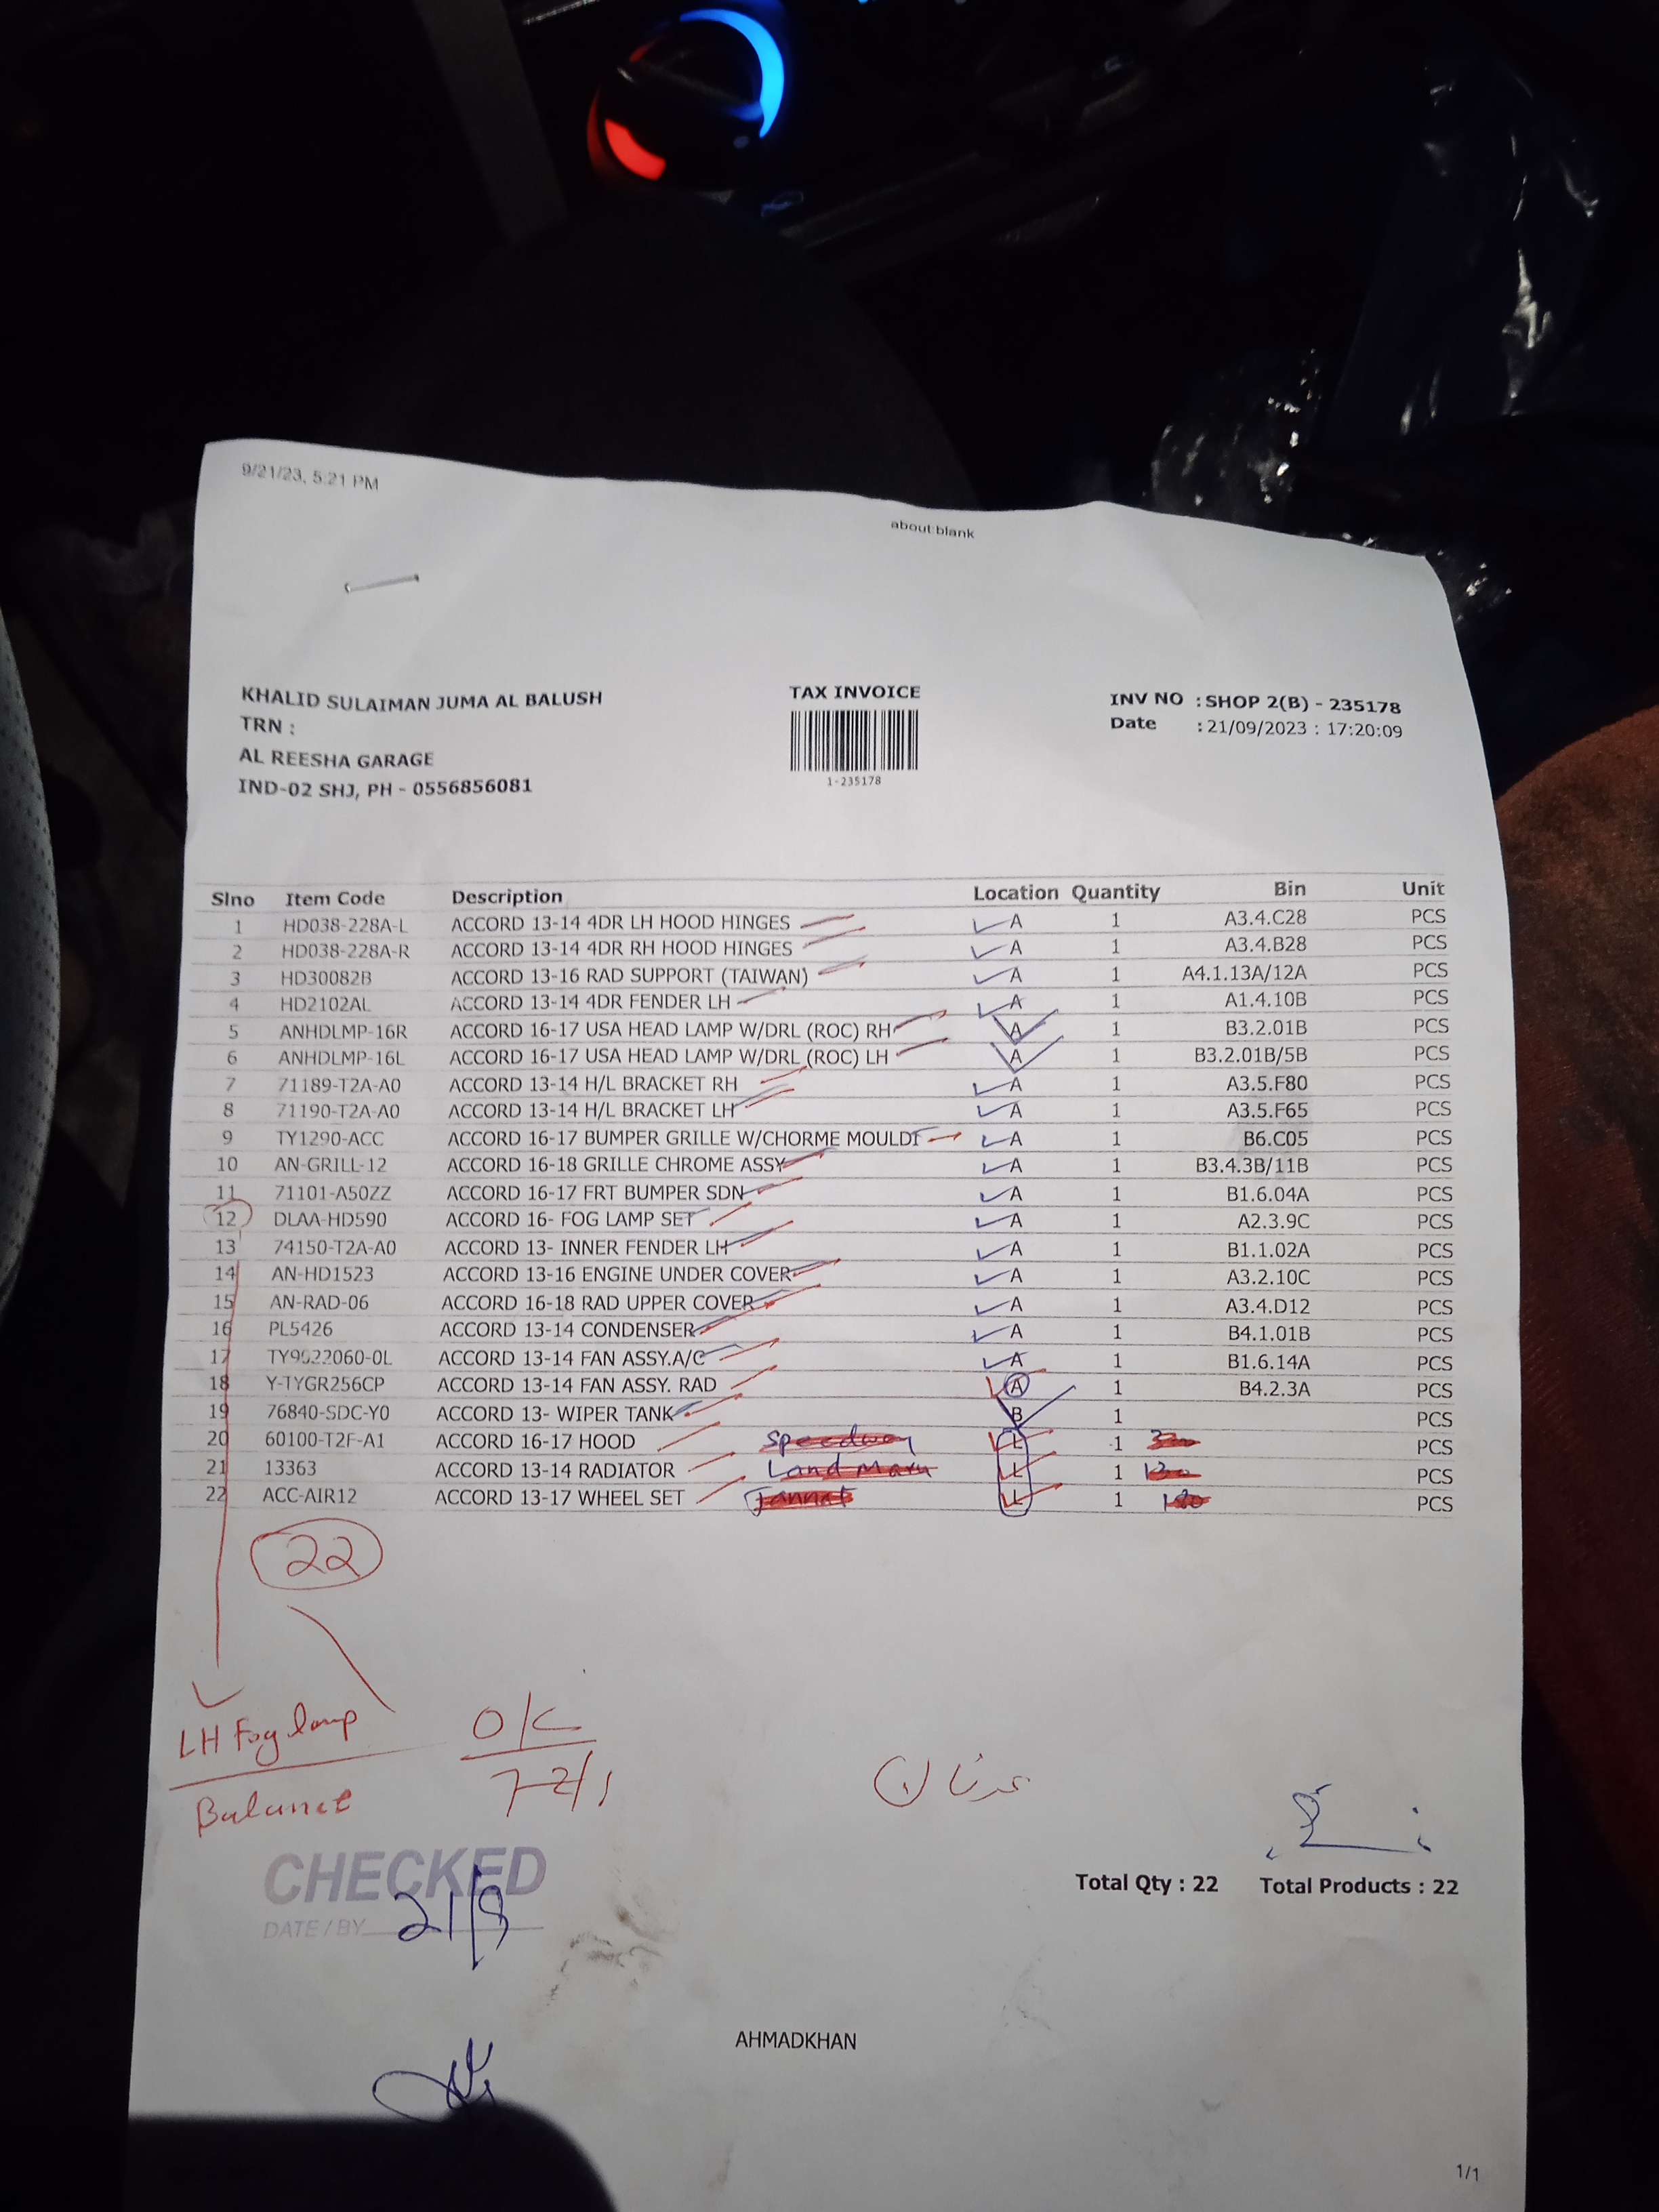 9/21/23, 5:21 PM
about:blank
KHALID SULAIMAN JUMA AL BALUSH
TRN :
AL REESHA GARAGE
IND-02 SHJ, PH - 0556856081
TAX INVOICE
1-235178
INV NO : SHOP 2(B) - 235178
Date : 21/09/2023 : 17:20:09
Slno Item Code Description Location Quantity Bin Unit
1 HD038-228A-L ACCORD 13-14 4DR LH HOOD HINGES A 1 A3.4.C28 PCS
2 HD038-228A-R ACCORD 13-14 4DR RH HOOD HINGES A 1 A3.4.B28 PCS
3 HD30082B ACCORD 13-16 RAD SUPPORT (TAIWAN) A 1 A4.1.13A/12A PCS
4 HD2102AL ACCORD 13-14 4DR FENDER LH A 1 A1.4.10B PCS
5 ANHDLMP-16R ACCORD 16-17 USA HEAD LAMP W/DRL (ROC) RH A 1 B3.2.01B PCS
6 ANHDLMP-16L ACCORD 16-17 USA HEAD LAMP W/DRL (ROC) LH A 1 B3.2.01B/5B PCS
7 71189-T2A-A0 ACCORD 13-14 H/L BRACKET RH A 1 A3.5.F80 PCS
8 71190-T2A-A0 ACCORD 13-14 H/L BRACKET LH A 1 A3.5.F65 PCS
9 TY1290-ACC ACCORD 16-17 BUMPER GRILLE W/CHORME MOULDI A 1 B6.C05 PCS
10 AN-GRILL-12 ACCORD 16-18 GRILLE CHROME ASSY A 1 B3.4.3B/11B PCS
11 71101-A50ZZ ACCORD 16-17 FRT BUMPER SDN A 1 B1.6.04A PCS
12 DLAA-HD590 ACCORD 16- FOG LAMP SET A 1 A2.3.9C PCS
13 74150-T2A-A0 ACCORD 13- INNER FENDER LH A 1 B1.1.02A PCS
14 AN-HD1523 ACCORD 13-16 ENGINE UNDER COVER A 1 A3.2.10C PCS
15 AN-RAD-06 ACCORD 16-18 RAD UPPER COVER A 1 A3.4.D12 PCS
16 PL5426 ACCORD 13-14 CONDENSER A 1 B4.1.01B PCS
17 TY9622060-0L ACCORD 13-14 FAN ASSY.A/C A 1 B1.6.14A PCS
18 Y-TYGR256CP ACCORD 13-14 FAN ASSY. RAD A 1 B4.2.3A PCS
19 76840-SDC-Y0 ACCORD 13- WIPER TANK B 1 PCS
20 60100-T2F-A1 ACCORD 16-17 HOOD Speedway L 1 PCS
21 13363 ACCORD 13-14 RADIATOR Land Mark L 1 PCS
22 ACC-AIR12 ACCORD 13-17 WHEEL SET Jannat L 1 PCS
22
LH Fog lamp
Balance
OK
عدنان
CHECKED
DATE / BY 21/9
Total Qty : 22 Total Products : 22
AHMADKHAN
1/1